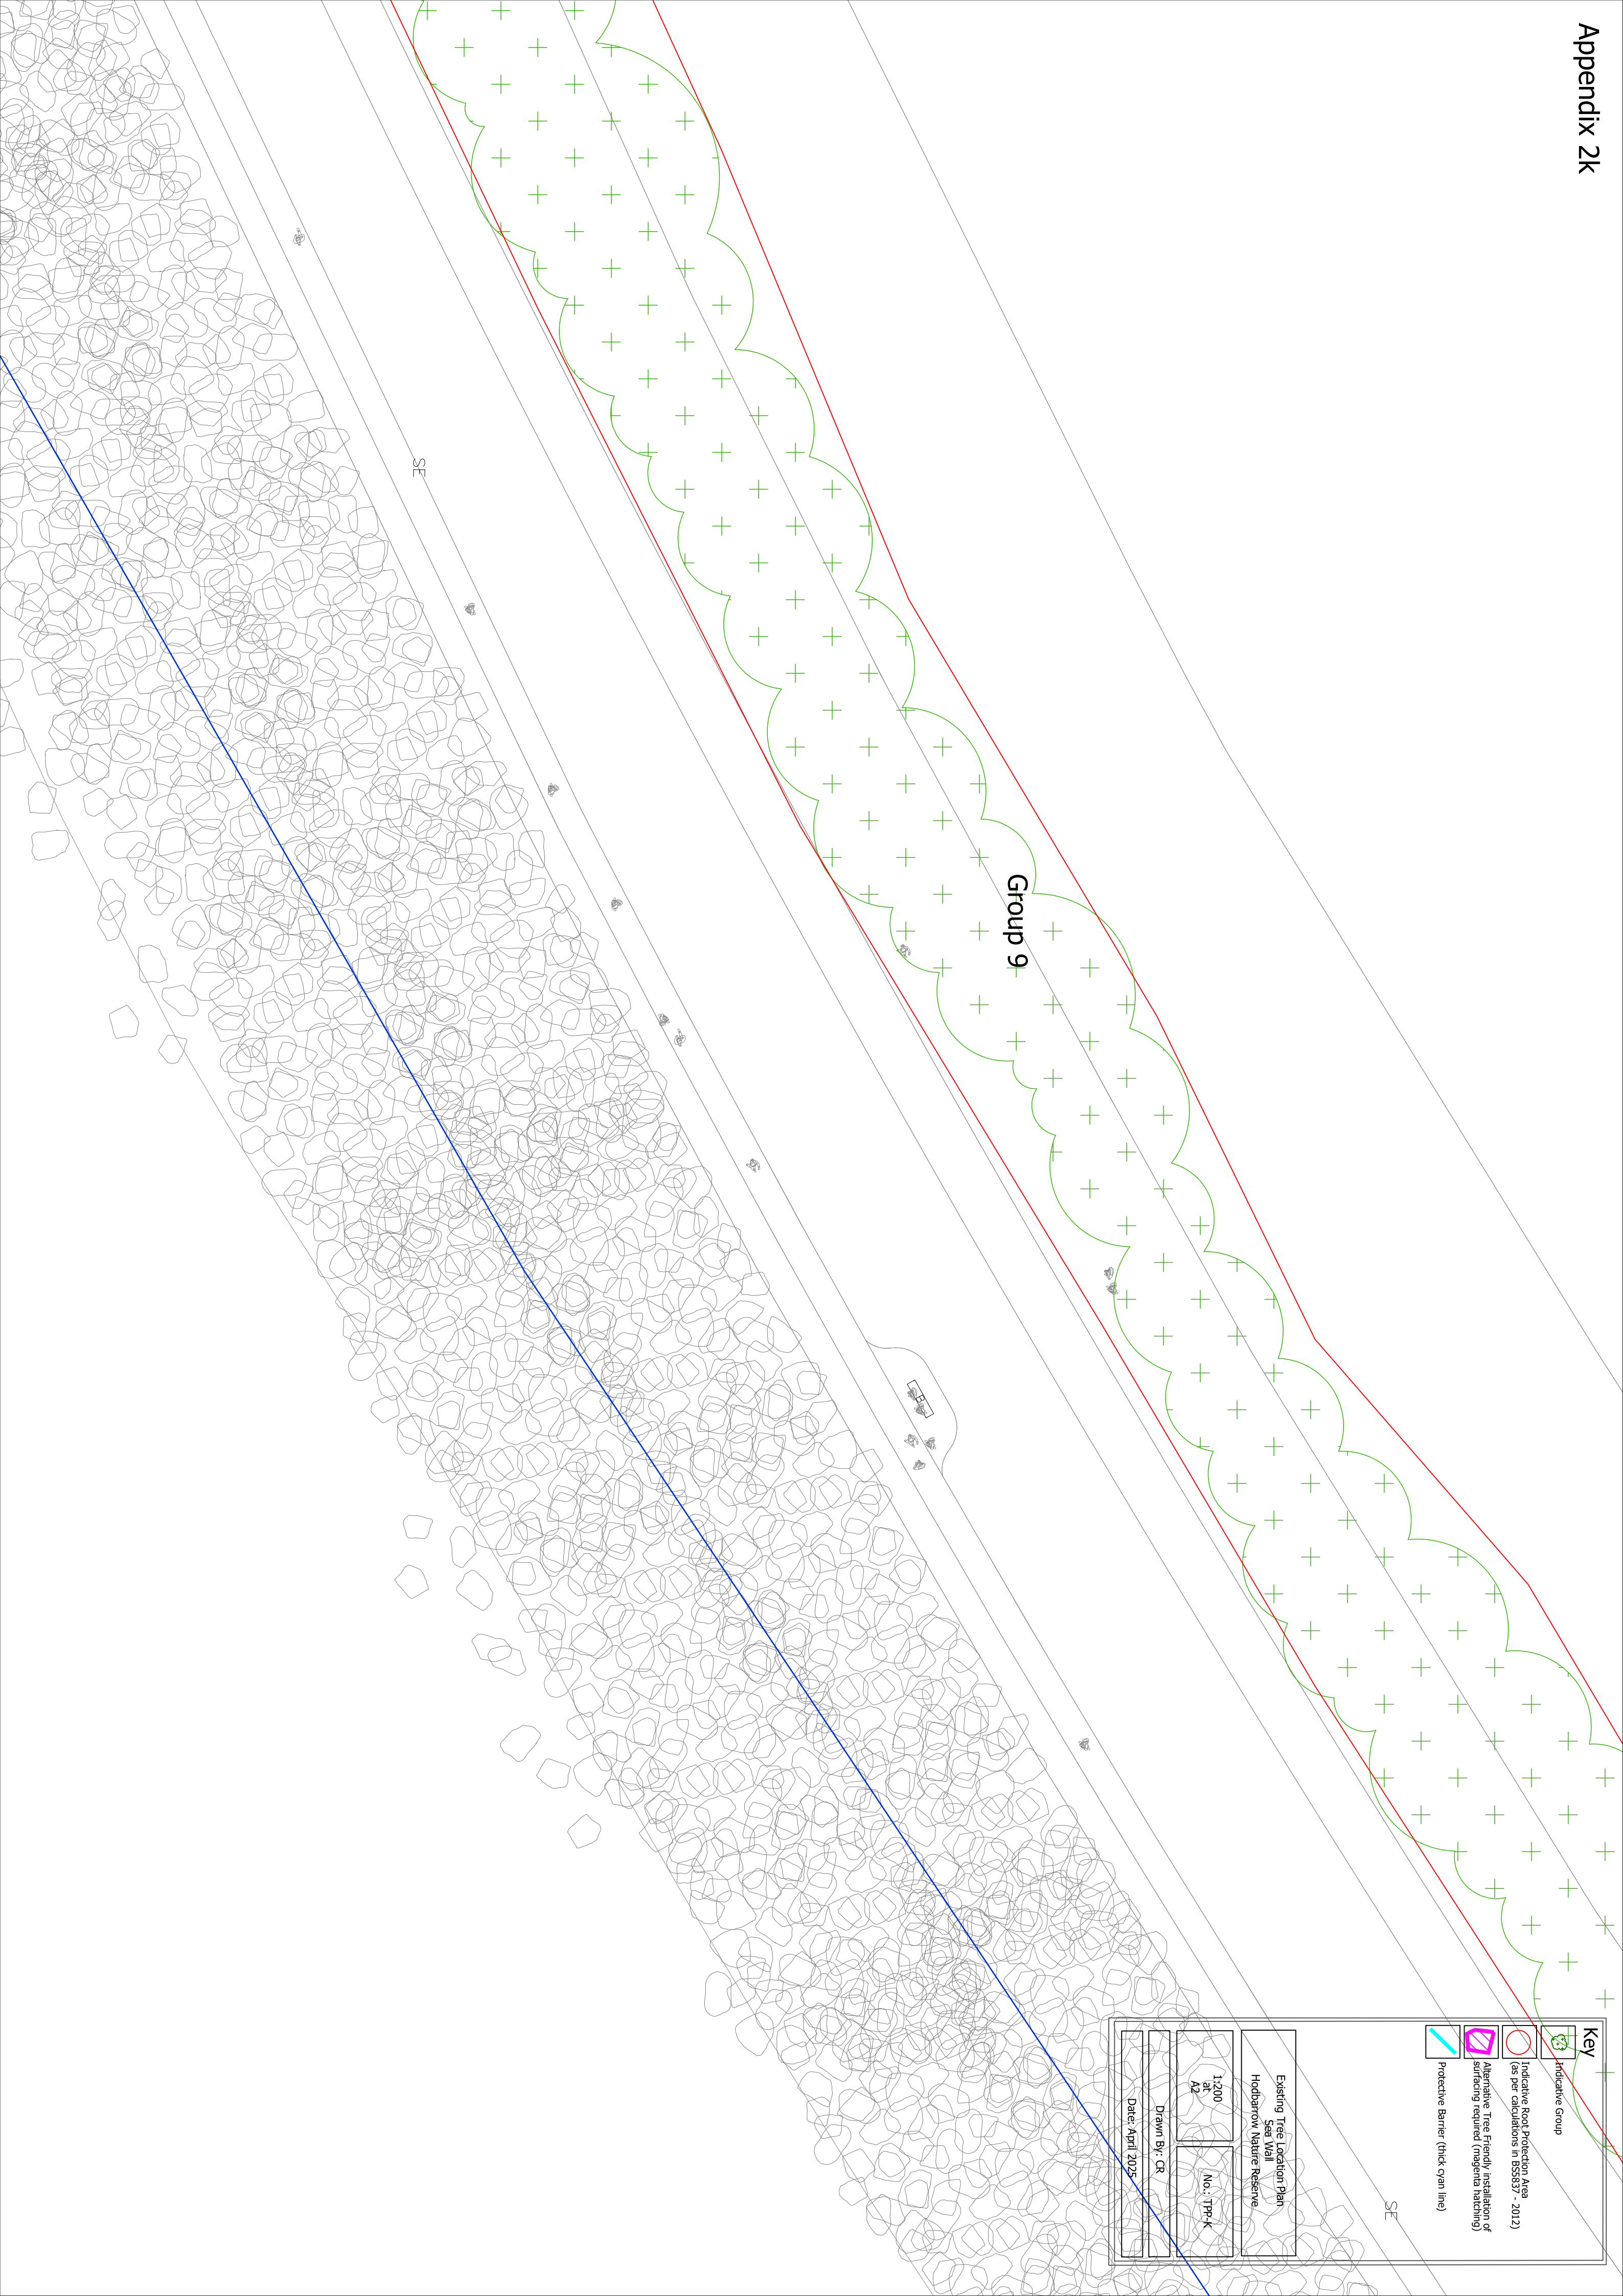 Appendix 2k
SE
Group 9
Key
Indicative Group
Indicative Root Protection Area
(as per calculations in BS5837 - 2012)
Alternative Tree Friendly installation of
surfacing required (magenta hatching)
Protective Barrier (thick cyan line)
SE
Existing Tree Location Plan
Sea Wall
Hodbarrow Nature Reserve
1:200
at
A2
No.: TPP-K
Drawn By: CR
Date: April 2025